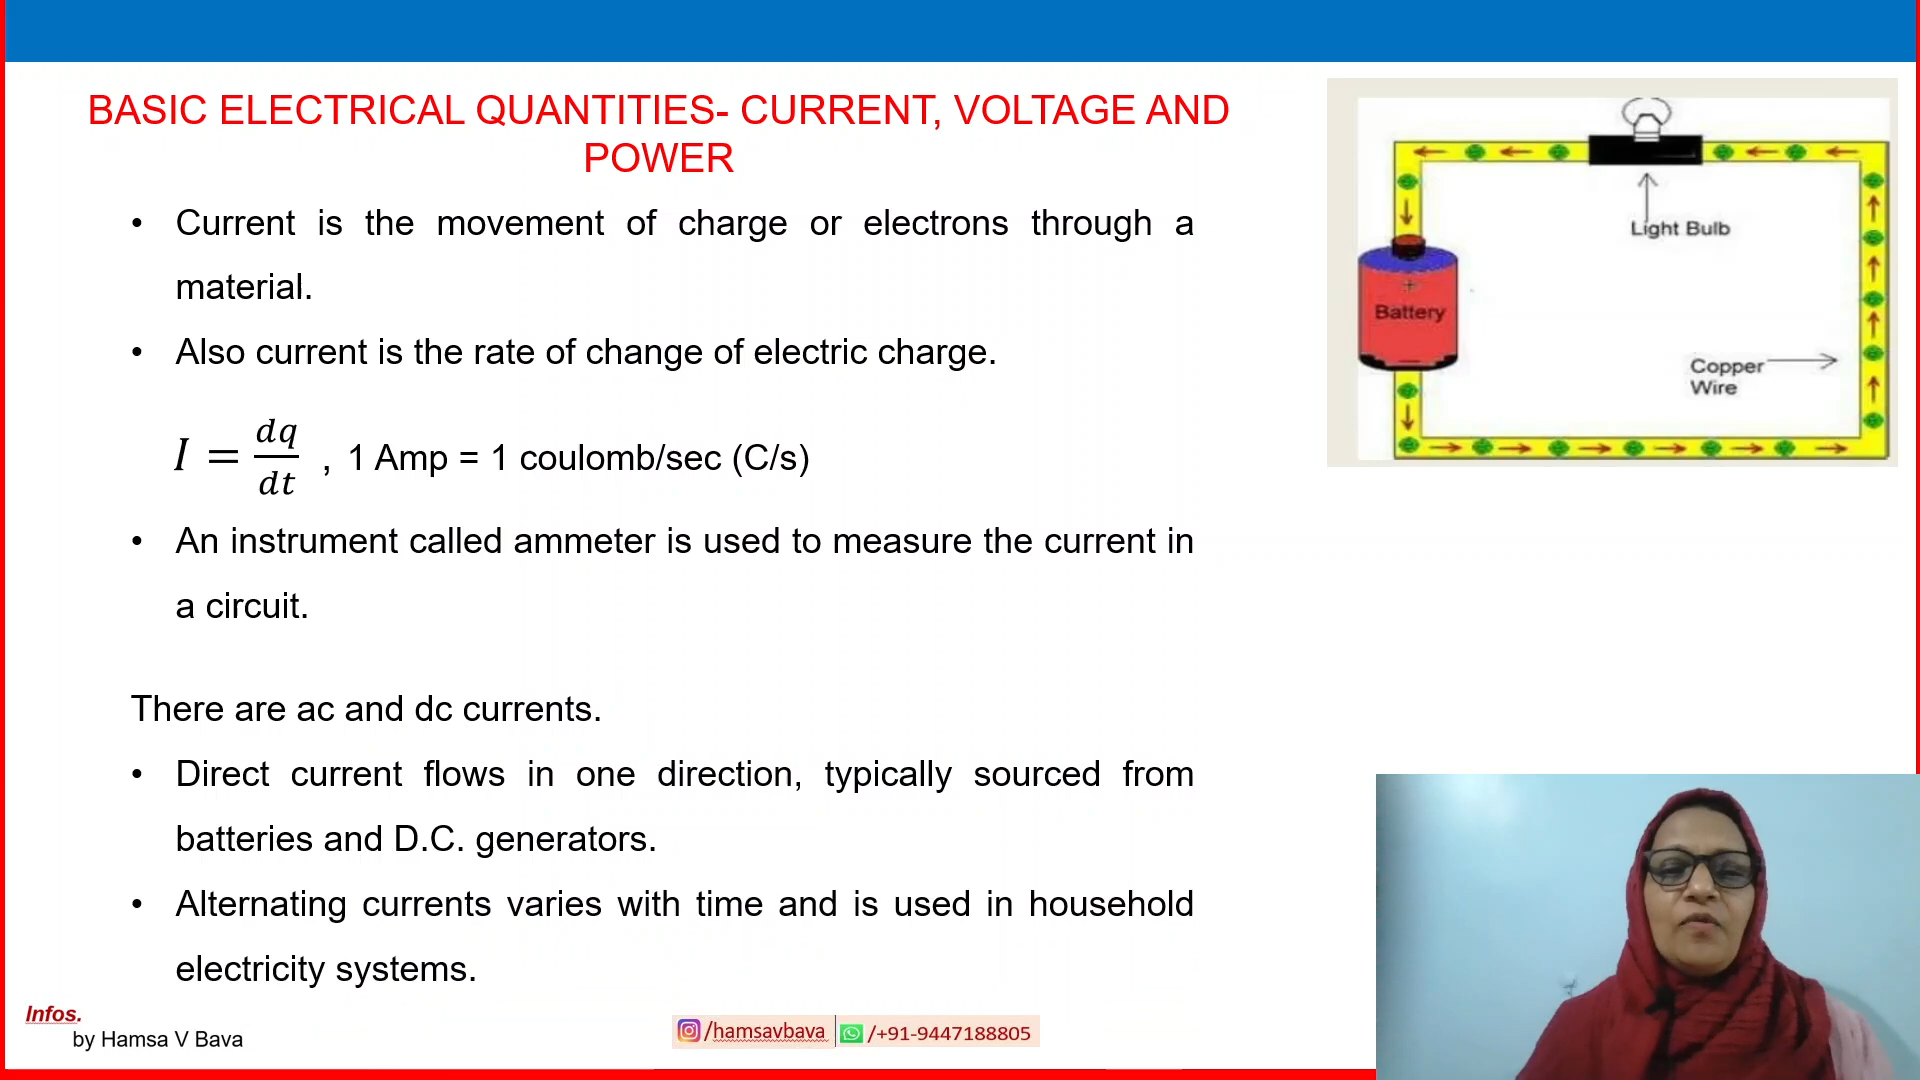 BASIC ELECTRICAL QUANTITIES- CURRENT, VOLTAGE AND
POWER
• Current is the movement of charge or electrons through a
material.
• Also current is the rate of change of electric charge.
I = dq/dt , 1 Amp = 1 coulomb/sec (C/s)
• An instrument called ammeter is used to measure the current in
a circuit.
There are ac and dc currents.
• Direct current flows in one direction, typically sourced from
batteries and D.C. generators.
• Alternating currents varies with time and is used in household
electricity systems.
Light Bulb
+
Battery
Copper
Wire
Infos.
by Hamsa V Bava
/hamsavbava
/+91-9447188805